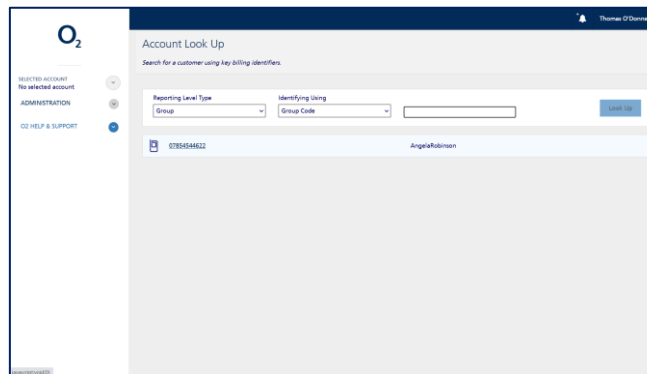 Thomas O'Donne
O2
Account Look Up
Search for a customer using key billing identifiers.
SELECTED ACCOUNT
No selected account
ADMINISTRATION
O2 HELP & SUPPORT
Reporting Level Type
Identifying Using
Group
Group Code
Look Up
07854544622
AngelaRobinson